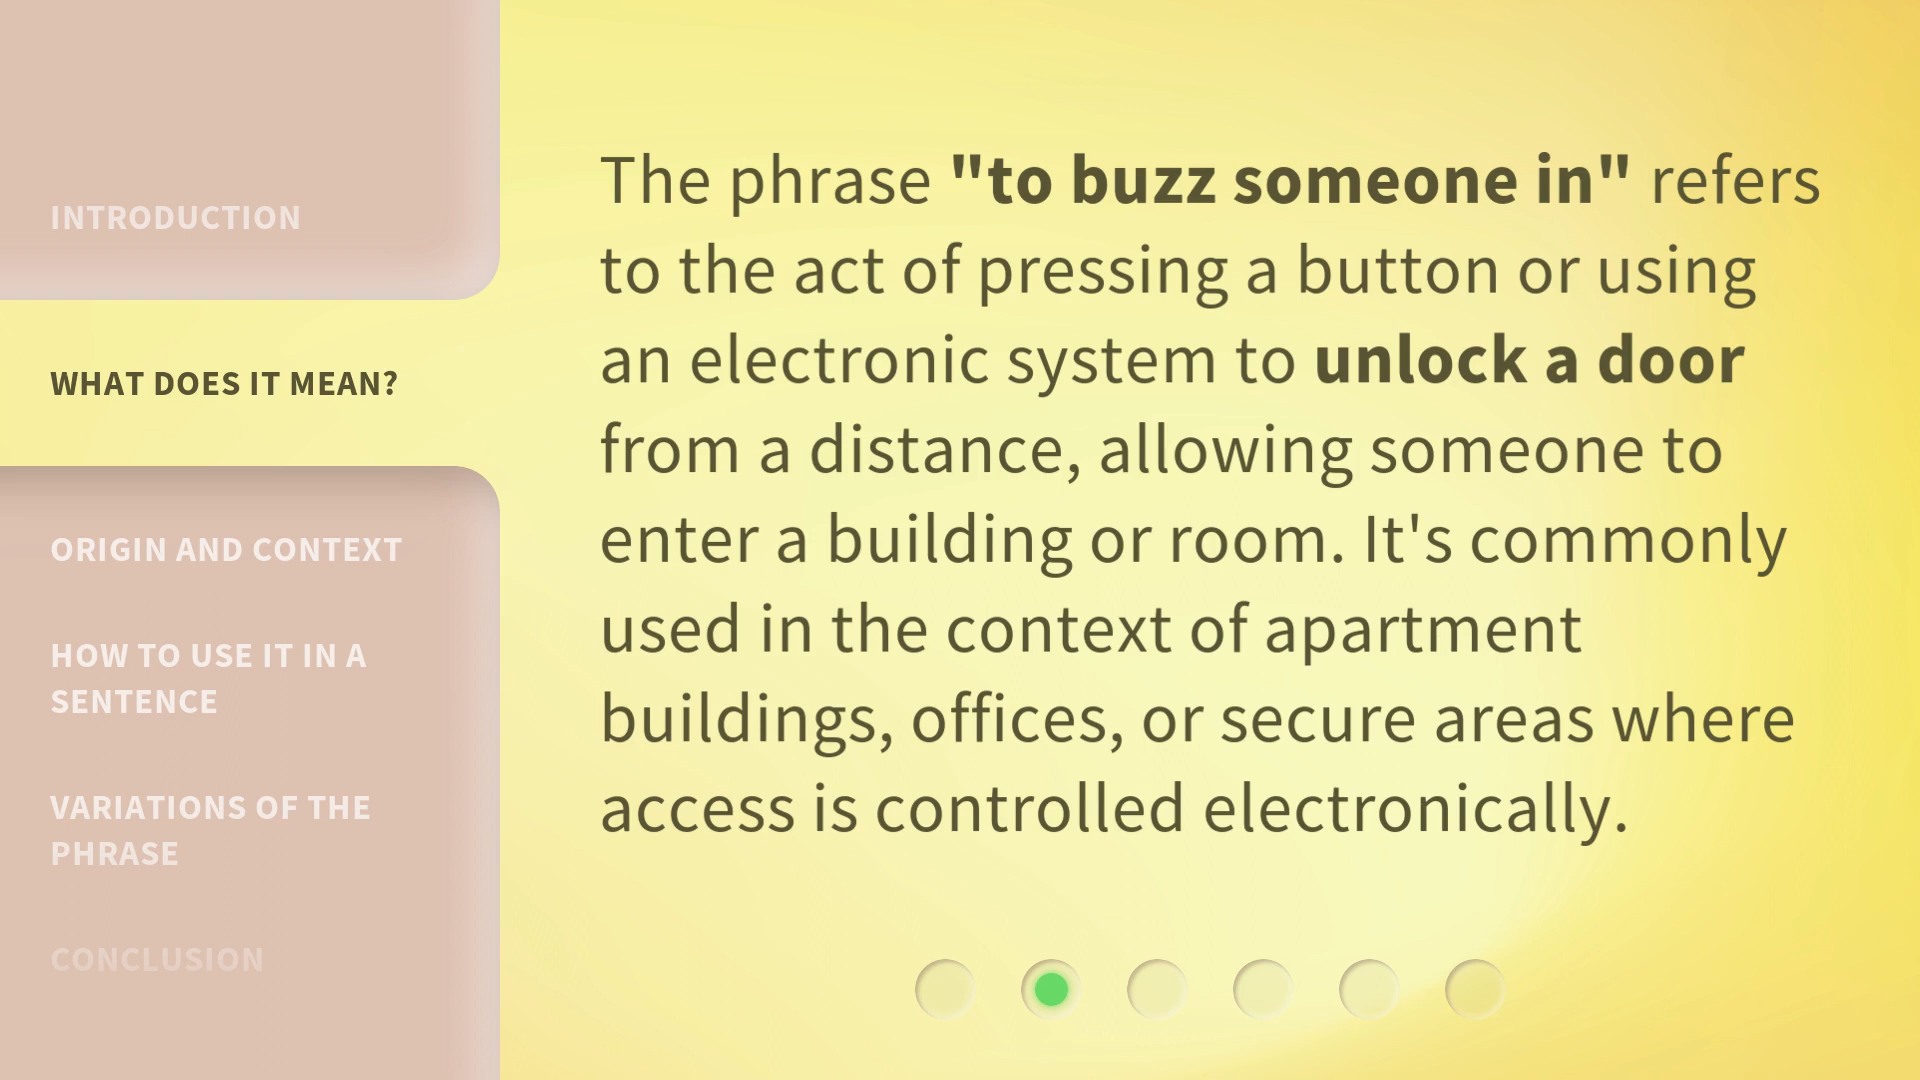 INTRODUCTION
WHAT DOES IT MEAN?
ORIGIN AND CONTEXT
HOW TO USE IT IN A
SENTENCE
VARIATIONS OF THE
PHRASE
CONCLUSION
The phrase "to buzz someone in" refers
to the act of pressing a button or using
an electronic system to unlock a door
from a distance, allowing someone to
enter a building or room. It's commonly
used in the context of apartment
buildings, offices, or secure areas where
access is controlled electronically.